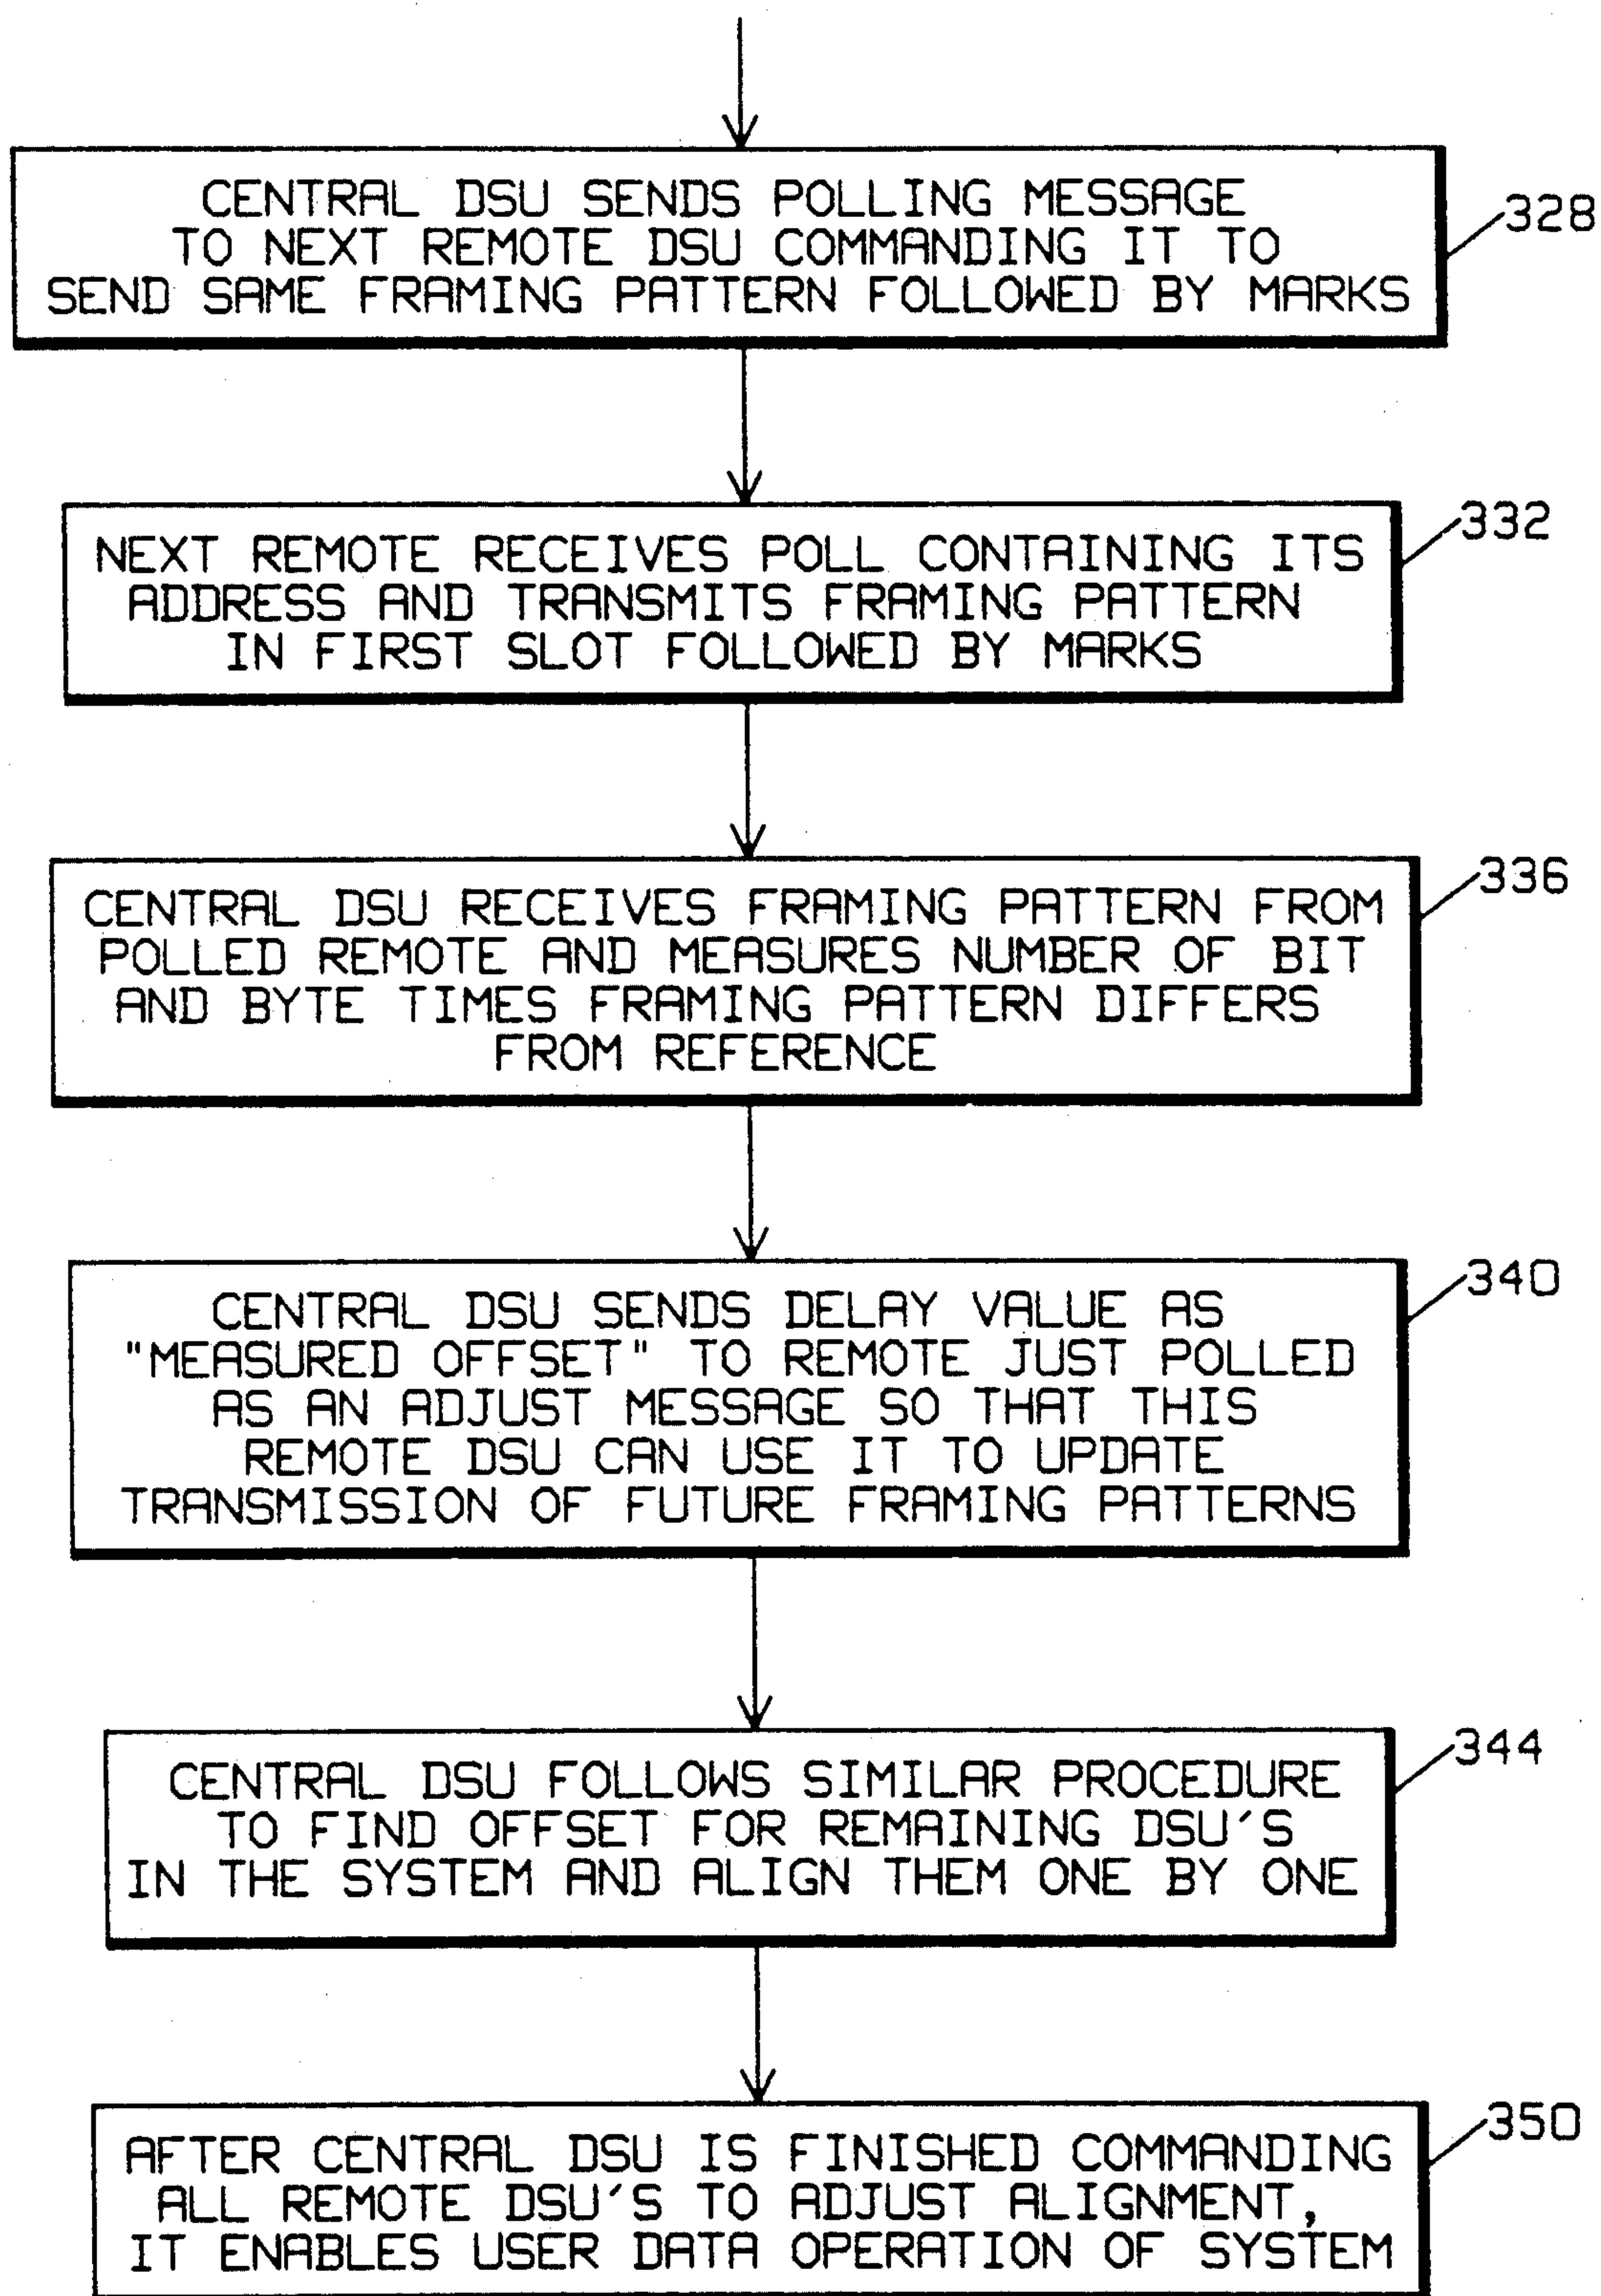 CENTRAL DSU SENDS POLLING MESSAGE
TO NEXT REMOTE DSU COMMANDING IT TO
SEND SAME FRAMING PATTERN FOLLOWED BY MARKS
328
NEXT REMOTE RECEIVES POLL CONTAINING ITS
ADDRESS AND TRANSMITS FRAMING PATTERN
IN FIRST SLOT FOLLOWED BY MARKS
332
CENTRAL DSU RECEIVES FRAMING PATTERN FROM
POLLED REMOTE AND MEASURES NUMBER OF BIT
AND BYTE TIMES FRAMING PATTERN DIFFERS
FROM REFERENCE
336
CENTRAL DSU SENDS DELAY VALUE AS
"MEASURED OFFSET" TO REMOTE JUST POLLED
AS AN ADJUST MESSAGE SO THAT THIS
REMOTE DSU CAN USE IT TO UPDATE
TRANSMISSION OF FUTURE FRAMING PATTERNS
340
CENTRAL DSU FOLLOWS SIMILAR PROCEDURE
TO FIND OFFSET FOR REMAINING DSU'S
IN THE SYSTEM AND ALIGN THEM ONE BY ONE
344
AFTER CENTRAL DSU IS FINISHED COMMANDING
ALL REMOTE DSU'S TO ADJUST ALIGNMENT,
IT ENABLES USER DATA OPERATION OF SYSTEM
350